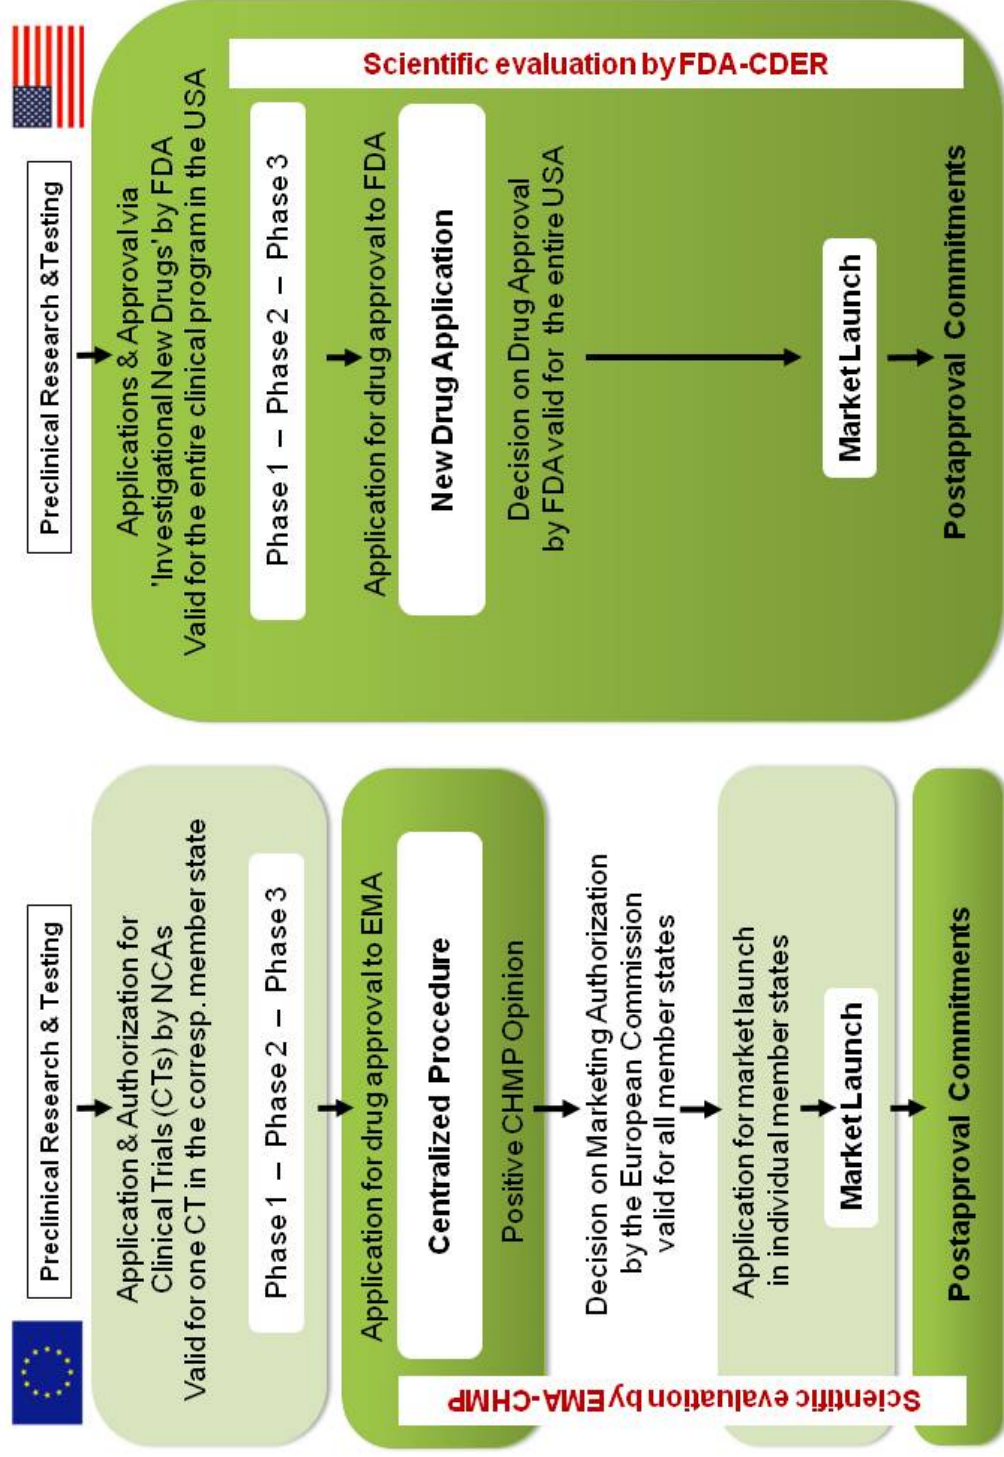 Preclinical Research & Testing
Application & Authorization for
Clinical Trials (CTs) by NCAs
Valid for one CT in the corresp. member state
Phase 1 – Phase 2 – Phase 3
Application for drug approval to EMA
Centralized Procedure
Positive CHMP Opinion
Decision on Marketing Authorization
by the European Commission
valid for all member states
Application for market launch
in individual member states
Market Launch
Postapproval Commitments
Scientific evaluation by EMA-CHMP
Preclinical Research & Testing
Applications & Approval via
'Investigational New Drugs' by FDA
Valid for the entire clinical program in the USA
Phase 1 – Phase 2 – Phase 3
Application for drug approval to FDA
New Drug Application
Decision on Drug Approval
by FDA valid for the entire USA
Market Launch
Postapproval Commitments
Scientific evaluation by FDA-CDER